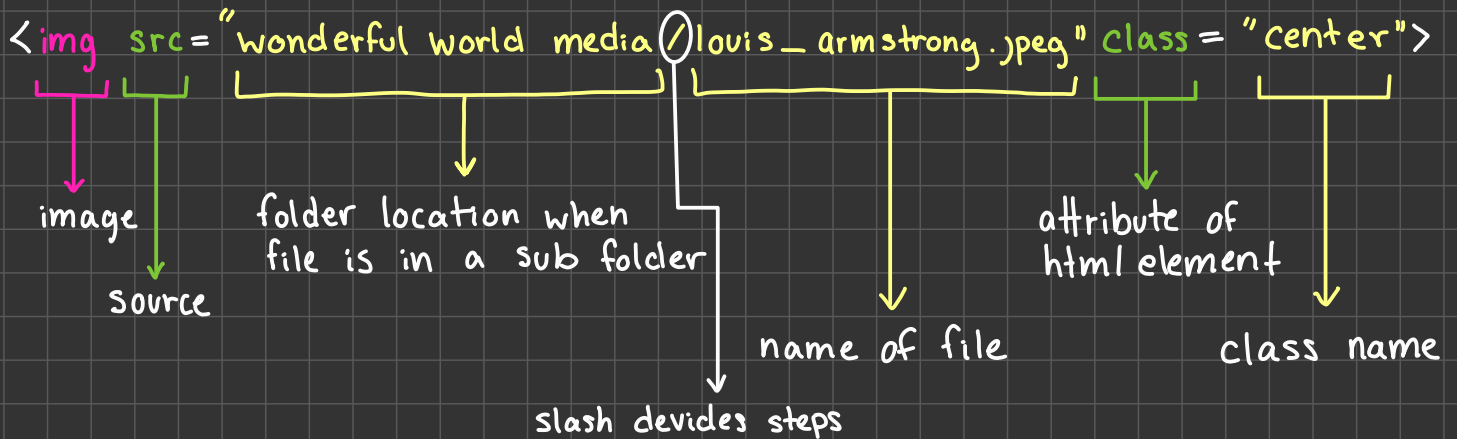 <img src="wonderful world media/louis_armstrong.jpeg" class="center">
image
source
folder location when
file is in a sub folder
slash devides steps
name of file
attribute of
html element
class name